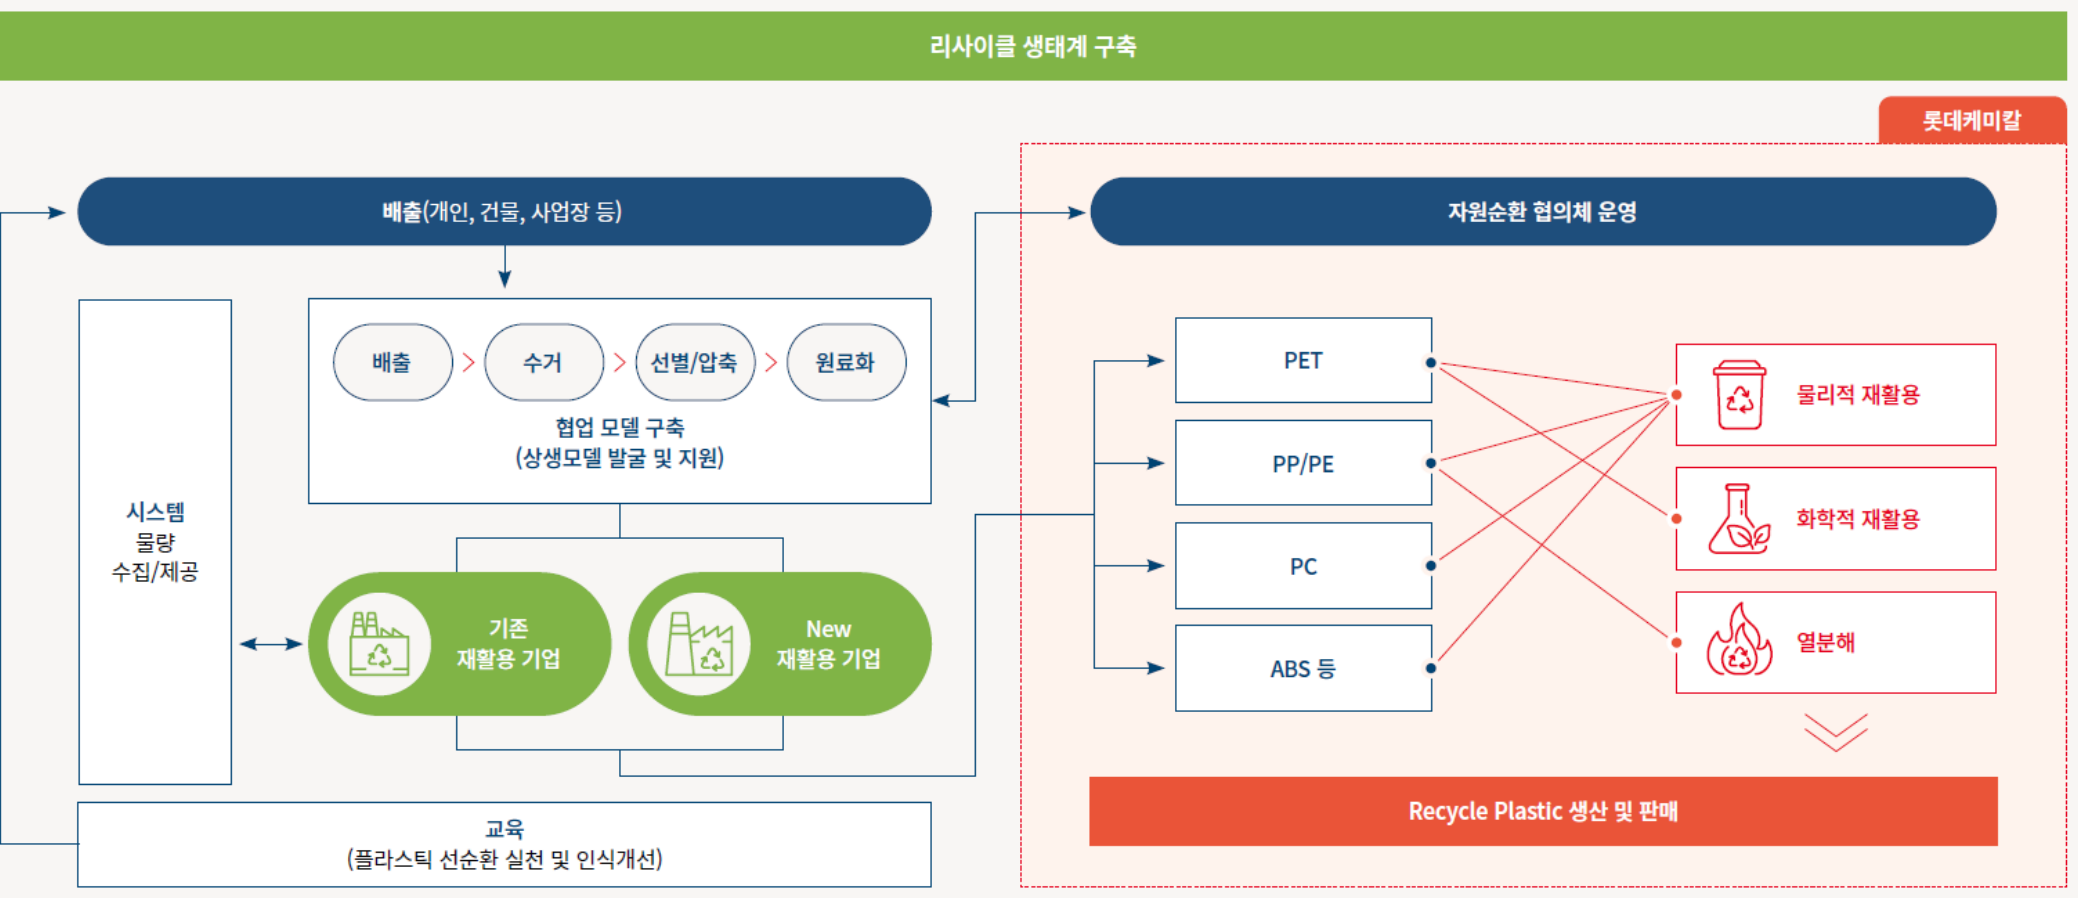 리사이클 생태계 구축
롯데케미칼
배출(개인, 건물, 사업장 등)
자원순환 협의체 운영
시스템
물량
수집/제공
배출
수거
선별/압축
원료화
협업 모델 구축
(상생모델 발굴 및 지원)
기존
재활용 기업
New
재활용 기업
교육
(플라스틱 선순환 실천 및 인식개선)
PET
PP/PE
PC
ABS 등
물리적 재활용
화학적 재활용
열분해
Recycle Plastic 생산 및 판매